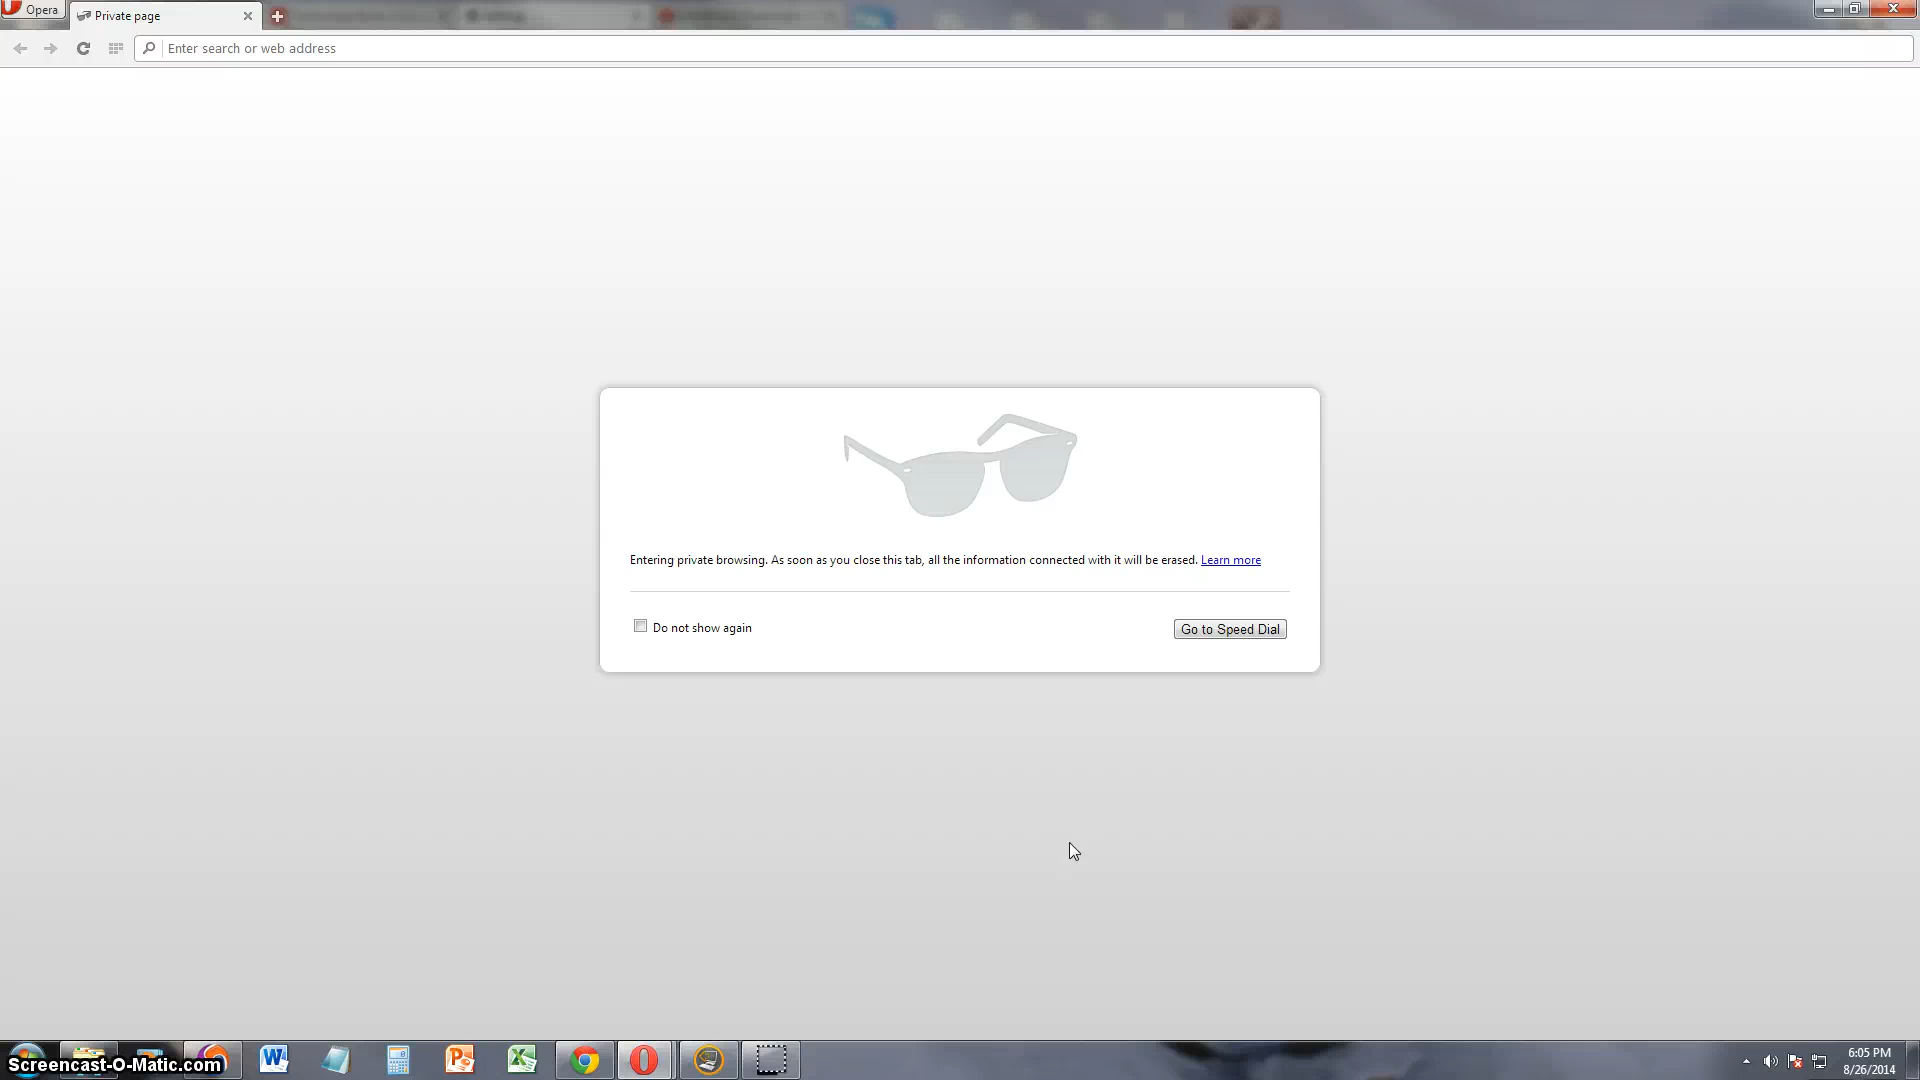 Opera
Private page
Enter search or web address
Entering private browsing. As soon as you close this tab, all the information connected with it will be erased. Learn more
Do not show again
Go to Speed Dial
Screencast-O-Matic.com
6:05 PM
8/26/2014